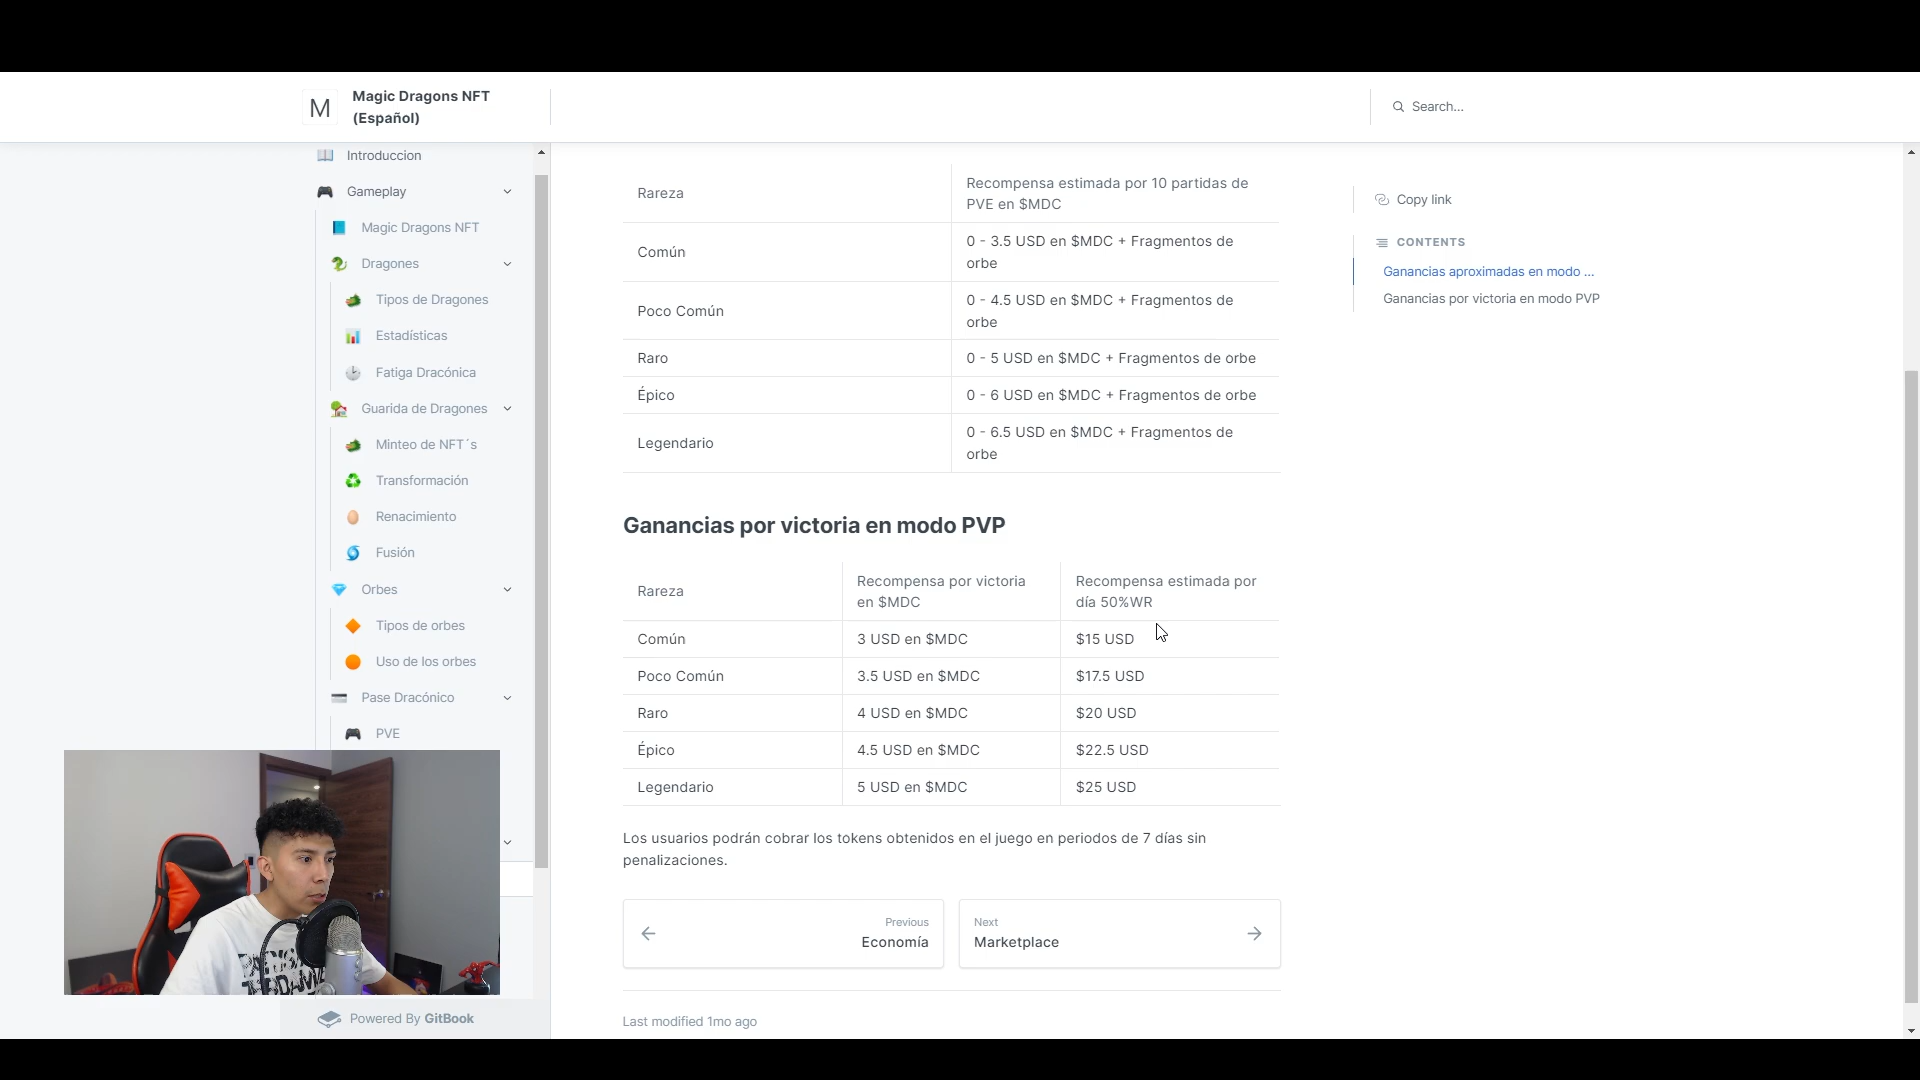 M
Magic Dragons NFT
(Español)
Search...
Introduccion
Gameplay
Magic Dragons NFT
Dragones
Tipos de Dragones
Estadísticas
Fatiga Dracónica
Guarida de Dragones
Minteo de NFT´s
Transformación
Renacimiento
Fusión
Orbes
Tipos de orbes
Uso de los orbes
Pase Dracónico
PVE
Powered By GitBook
Rareza
Recompensa estimada por 10 partidas de
PVE en $MDC
Común
0 - 3.5 USD en $MDC + Fragmentos de
orbe
Poco Común
0 - 4.5 USD en $MDC + Fragmentos de
orbe
Raro
0 - 5 USD en $MDC + Fragmentos de orbe
Épico
0 - 6 USD en $MDC + Fragmentos de orbe
Legendario
0 - 6.5 USD en $MDC + Fragmentos de
orbe
Ganancias por victoria en modo PVP
Rareza
Recompensa por victoria
en $MDC
Recompensa estimada por
día 50%WR
Común
3 USD en $MDC
$15 USD
Poco Común
3.5 USD en $MDC
$17.5 USD
Raro
4 USD en $MDC
$20 USD
Épico
4.5 USD en $MDC
$22.5 USD
Legendario
5 USD en $MDC
$25 USD
Los usuarios podrán cobrar los tokens obtenidos en el juego en periodos de 7 días sin
penalizaciones.
Previous
Economía
Next
Marketplace
Last modified 1mo ago
Copy link
CONTENTS
Ganancias aproximadas en modo ...
Ganancias por victoria en modo PVP